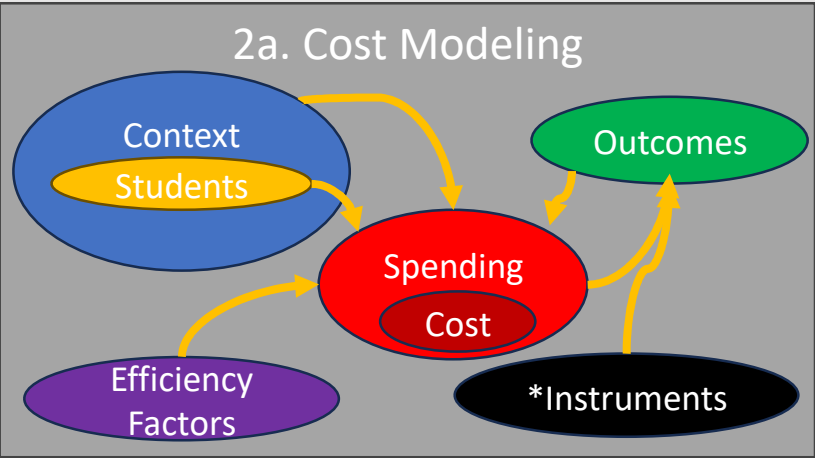 2a. Cost Modeling
Context
Students
Outcomes
Spending
Cost
Efficiency
Factors
*Instruments